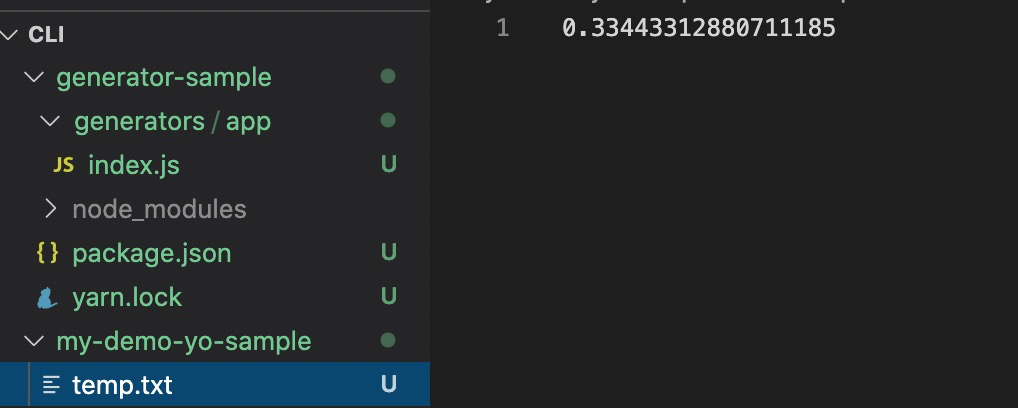 CLI
generator-sample
generators / app
JS index.js U
node_modules
{} package.json U
yarn.lock U
my-demo-yo-sample
temp.txt U
1 0.33443312880711185